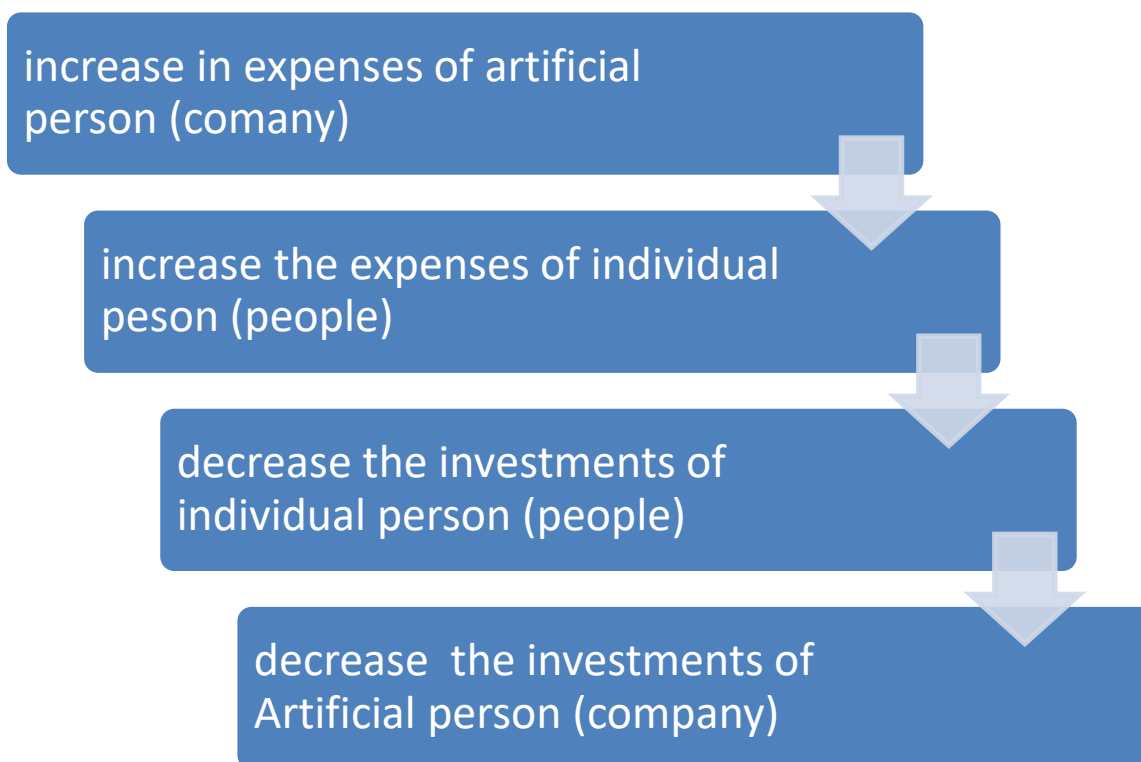 increase in expenses of artificial
person (comany)
increase the expenses of individual
peson (people)
decrease the investments of
individual person (people)
decrease  the investments of
Artificial person (company)